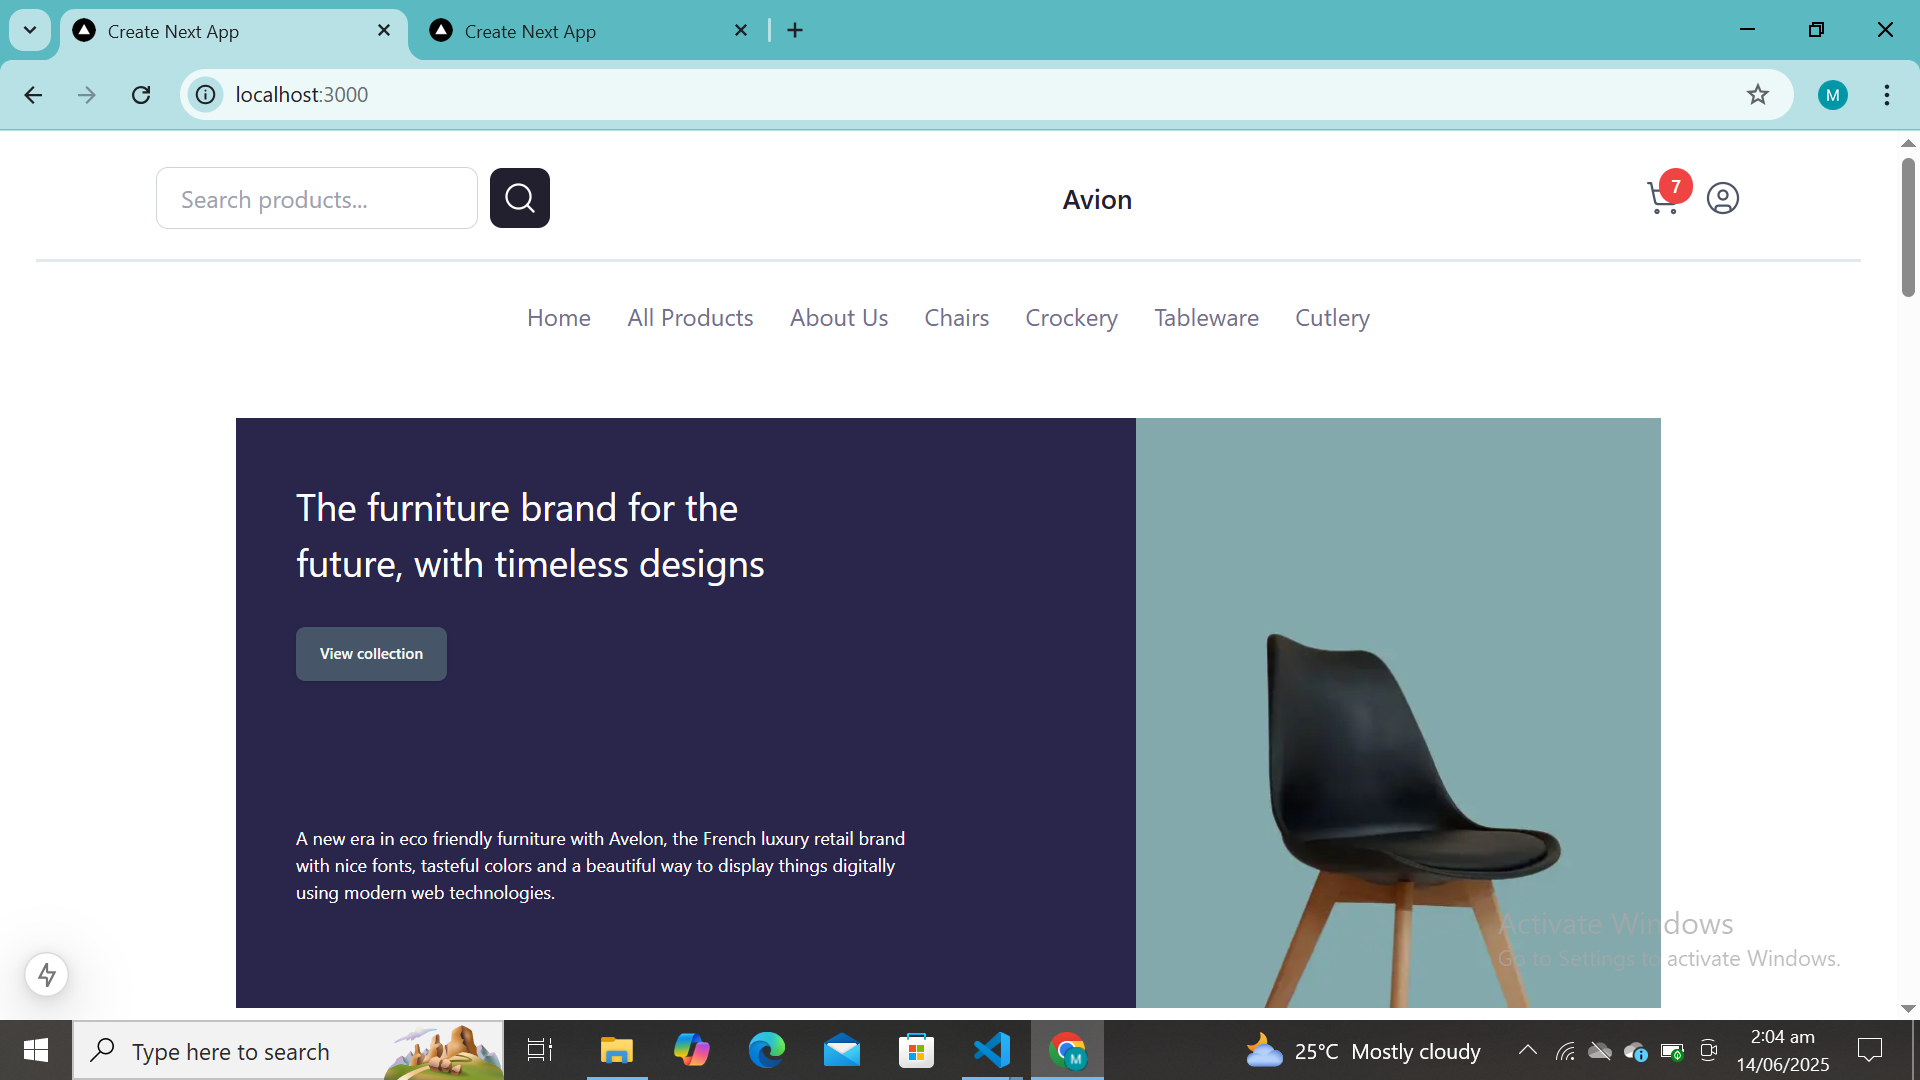 Create Next App
Create Next App
localhost:3000
M
Search products...
Avion
7
Home All Products About Us Chairs Crockery Tableware Cutlery
The furniture brand for the
future, with timeless designs
View collection
A new era in eco friendly furniture with Avelon, the French luxury retail brand
with nice fonts, tasteful colors and a beautiful way to display things digitally
using modern web technologies.
Activate Windows
Go to Settings to activate Windows.
Type here to search
M
25°C Mostly cloudy
2:04 am
14/06/2025